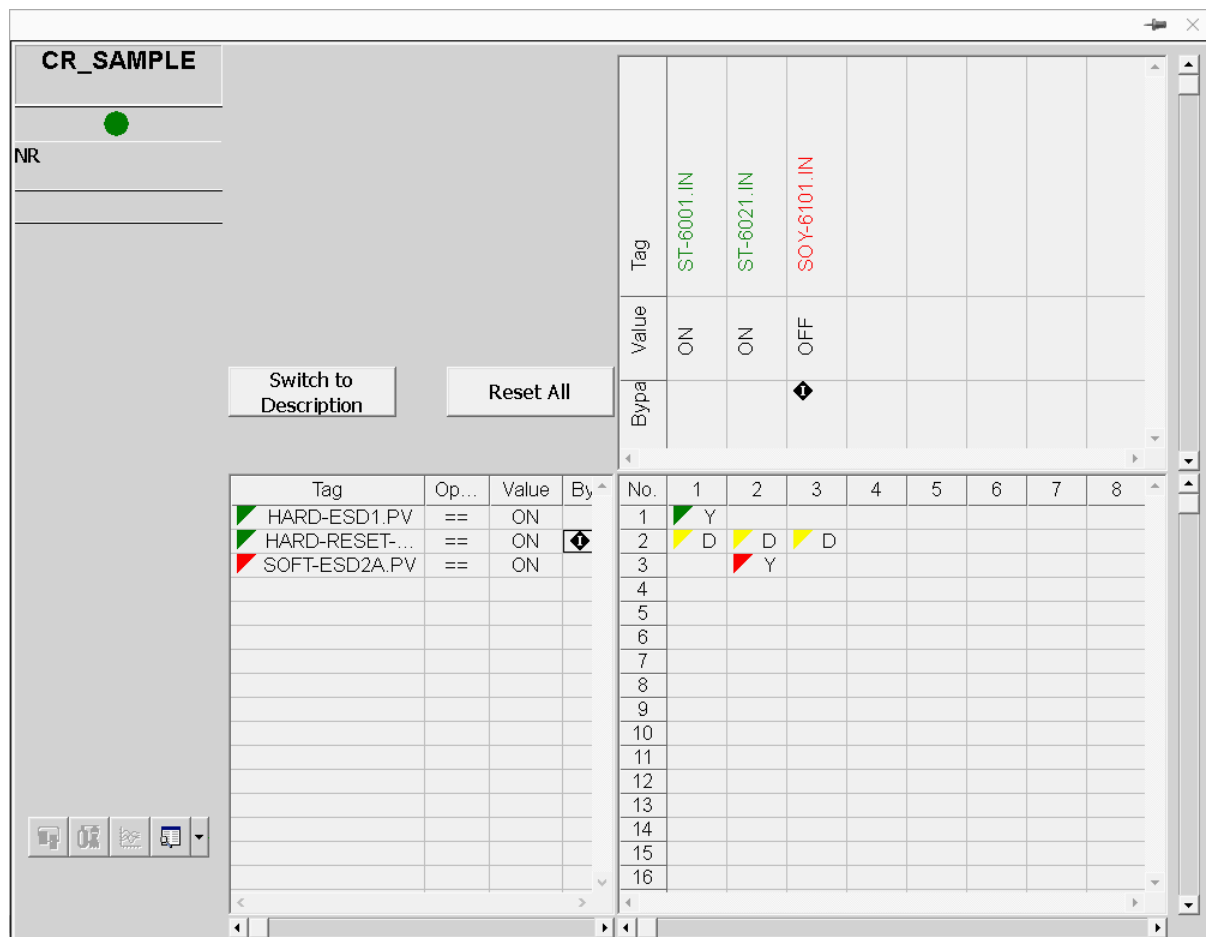 CR_SAMPLE
NR
Switch to
Description
Reset All
Tag ST-6001.IN ST-6021.IN SOY-6101.IN
Value ON ON OFF
Bypa
Tag Op... Value By
HARD-ESD1.PV == ON
HARD-RESET-... == ON
SOFT-ESD2A.PV == ON
No. 1 2 3 4 5 6 7 8
1 Y
2 D D D
3 Y
4
5
6
7
8
9
10
11
12
13
14
15
16